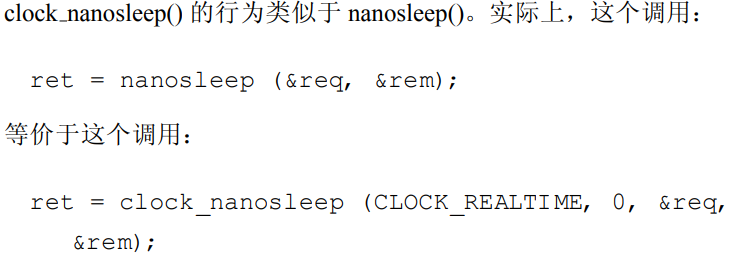 clock_nanosleep() 的行为类似于 nanosleep()。实际上，这个调用：
ret = nanosleep (&req, &rem);
等价于这个调用：
ret = clock_nanosleep (CLOCK_REALTIME, 0, &req,
&rem);